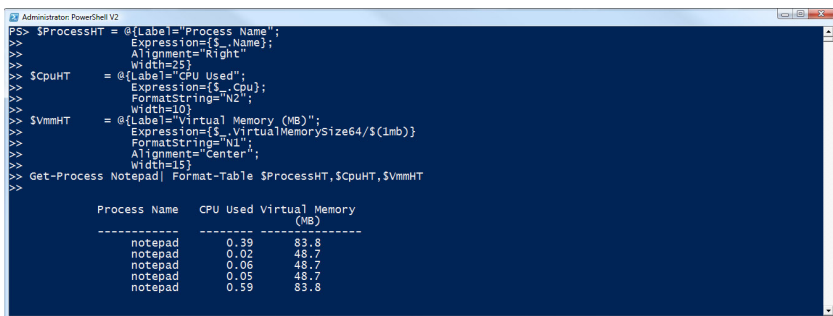 Administrator: PowerShell V2
PS> $ProcessHT = @{Label="Process Name";
>> Expression={$_.Name};
>> Alignment="Right"
>> Width=25}
>> $CpuHT = @{Label="CPU Used";
>> Expression={$_.Cpu};
>> FormatString="N2";
>> Width=10}
>> $VmmHT = @{Label="Virtual Memory (MB)";
>> Expression={$_.VirtualMemorySize64/$(1mb)}
>> FormatString="N1";
>> Alignment="Center";
>> Width=15}
>> Get-Process Notepad| Format-Table $ProcessHT,$CpuHT,$VmmHT
>>
Process Name CPU Used Virtual Memory
(MB)
------------ -------- ---------------
notepad 0.39 83.8
notepad 0.02 48.7
notepad 0.06 48.7
notepad 0.05 48.7
notepad 0.59 83.8